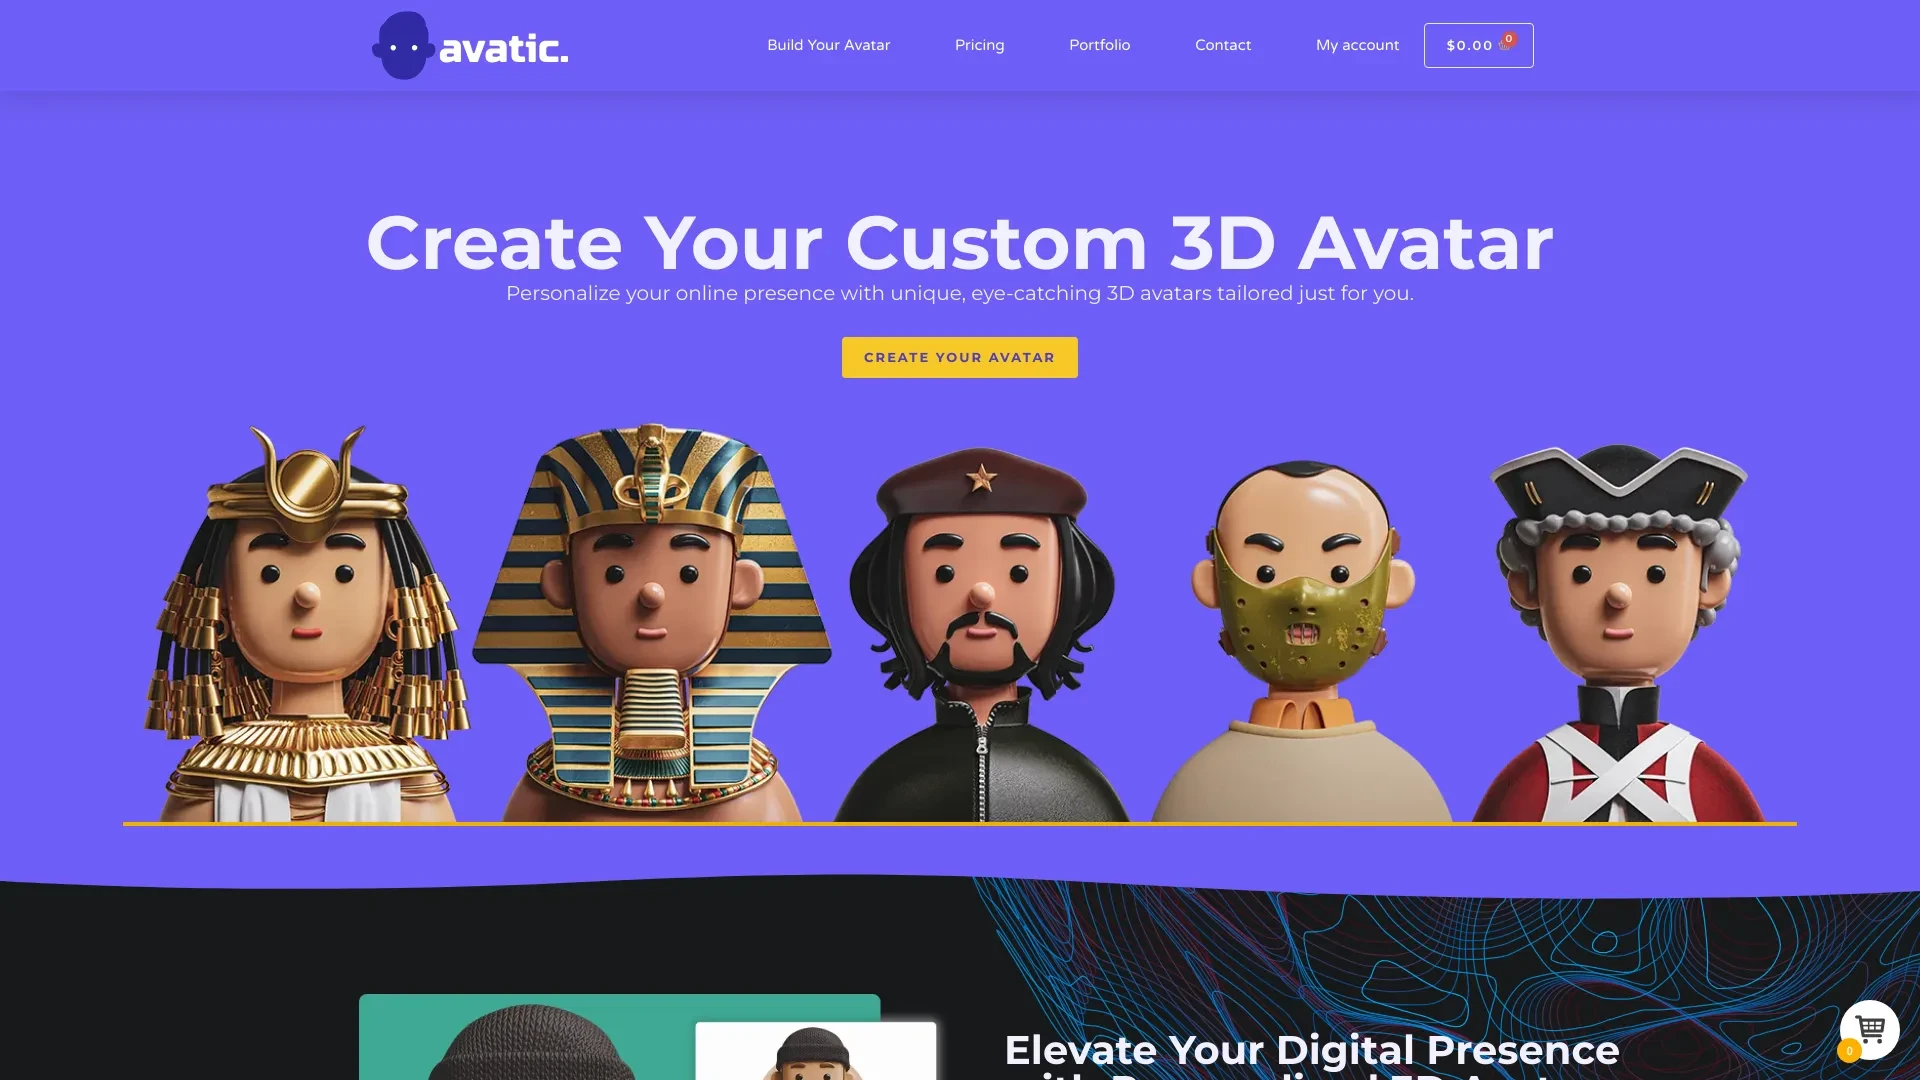 avatic.
Build Your Avatar
Pricing
Portfolio
Contact
My account
$0.00
0
Create Your Custom 3D Avatar
Personalize your online presence with unique, eye-catching 3D avatars tailored just for you.
CREATE YOUR AVATAR
Elevate Your Digital Presence
0